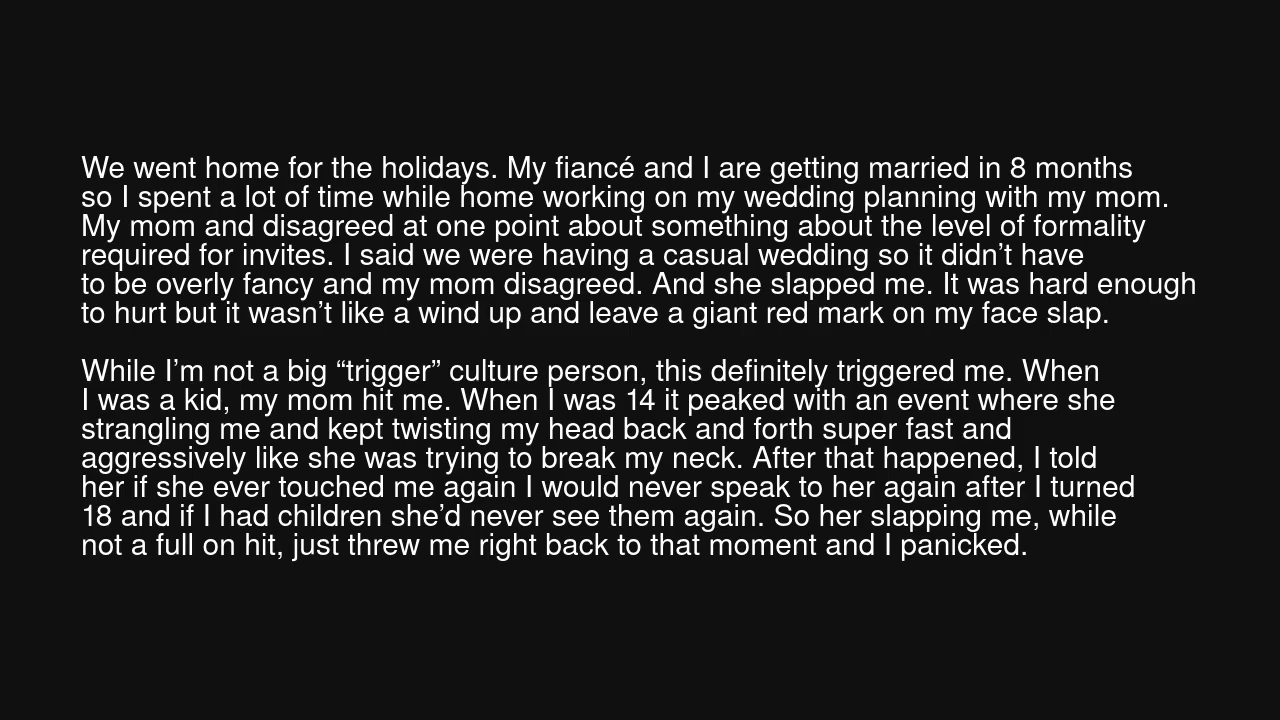 We went home for the holidays. My fiancé and I are getting married in 8 months
so I spent a lot of time while home working on my wedding planning with my mom.
My mom and disagreed at one point about something about the level of formality
required for invites. I said we were having a casual wedding so it didn’t have
to be overly fancy and my mom disagreed. And she slapped me. It was hard enough
to hurt but it wasn’t like a wind up and leave a giant red mark on my face slap.

While I’m not a big “trigger” culture person, this definitely triggered me. When
I was a kid, my mom hit me. When I was 14 it peaked with an event where she
strangling me and kept twisting my head back and forth super fast and
aggressively like she was trying to break my neck. After that happened, I told
her if she ever touched me again I would never speak to her again after I turned
18 and if I had children she’d never see them again. So her slapping me, while
not a full on hit, just threw me right back to that moment and I panicked.